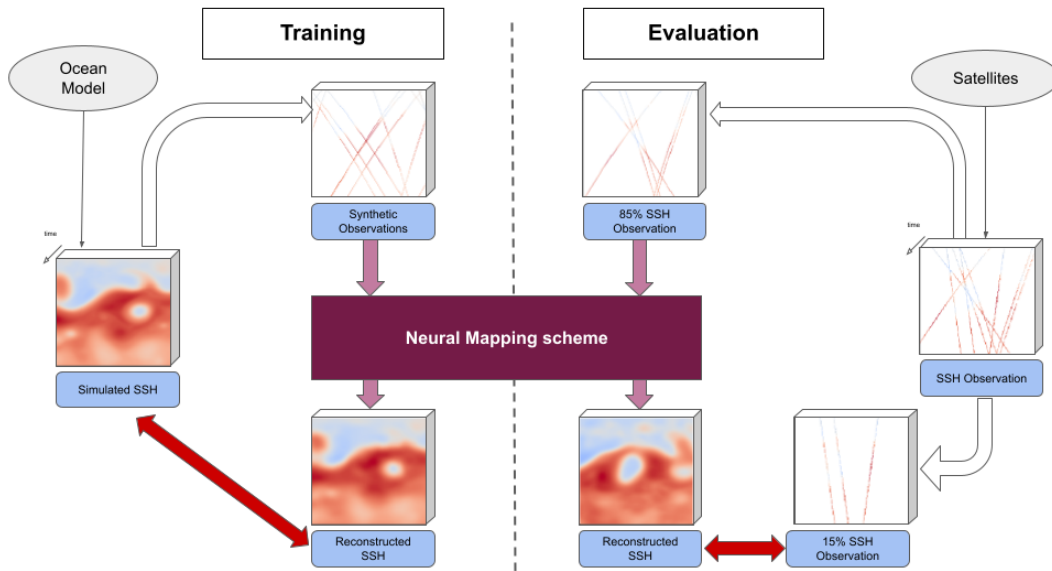 Training
Evaluation
Ocean
Model
Satellites
Synthetic
Observations
85% SSH
Observation
time
time
Neural Mapping scheme
Simulated SSH
SSH Observation
Reconstructed
SSH
Reconstructed
SSH
15% SSH
Observation